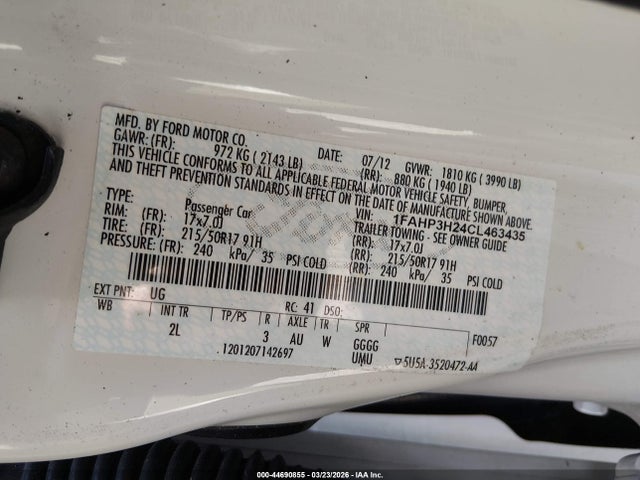 MFD. BY FORD MOTOR CO.
DATE: 07/12 GVWR: 1810 KG ( 3990 LB)
GAWR: (FR): 972 KG ( 2143 LB) (RR): 880 KG ( 1940 LB)
THIS VEHICLE CONFORMS TO ALL APPLICABLE FEDERAL MOTOR VEHICLE SAFETY, BUMPER,
AND THEFT PREVENTION STANDARDS IN EFFECT ON THE DATE OF MANUFACTURE SHOWN ABOVE.
VIN: 1FAHP3H24CL463435
TYPE: Passenger Car TRAILER TOWING - SEE OWNER GUIDE
RIM: (FR) 17x7.0J (RR): 17x7.0J
TIRE: (FR): 215/50R17 91H (RR): 215/50R17 91H
PRESSURE: (FR): 240 kPa/ 35 PSI COLD (RR): 240 kPa/ 35 PSI COLD
EXT PNT: UG RC: 41 DSO:
WB INT TR TP/PS R AXLE TR SPR F0057
2L 3 AU W GGGG
1201207142697 UMU ▽5U5A-3520472-AA
Ford
000-44690855 - 03/23/2026 - IAA Inc.